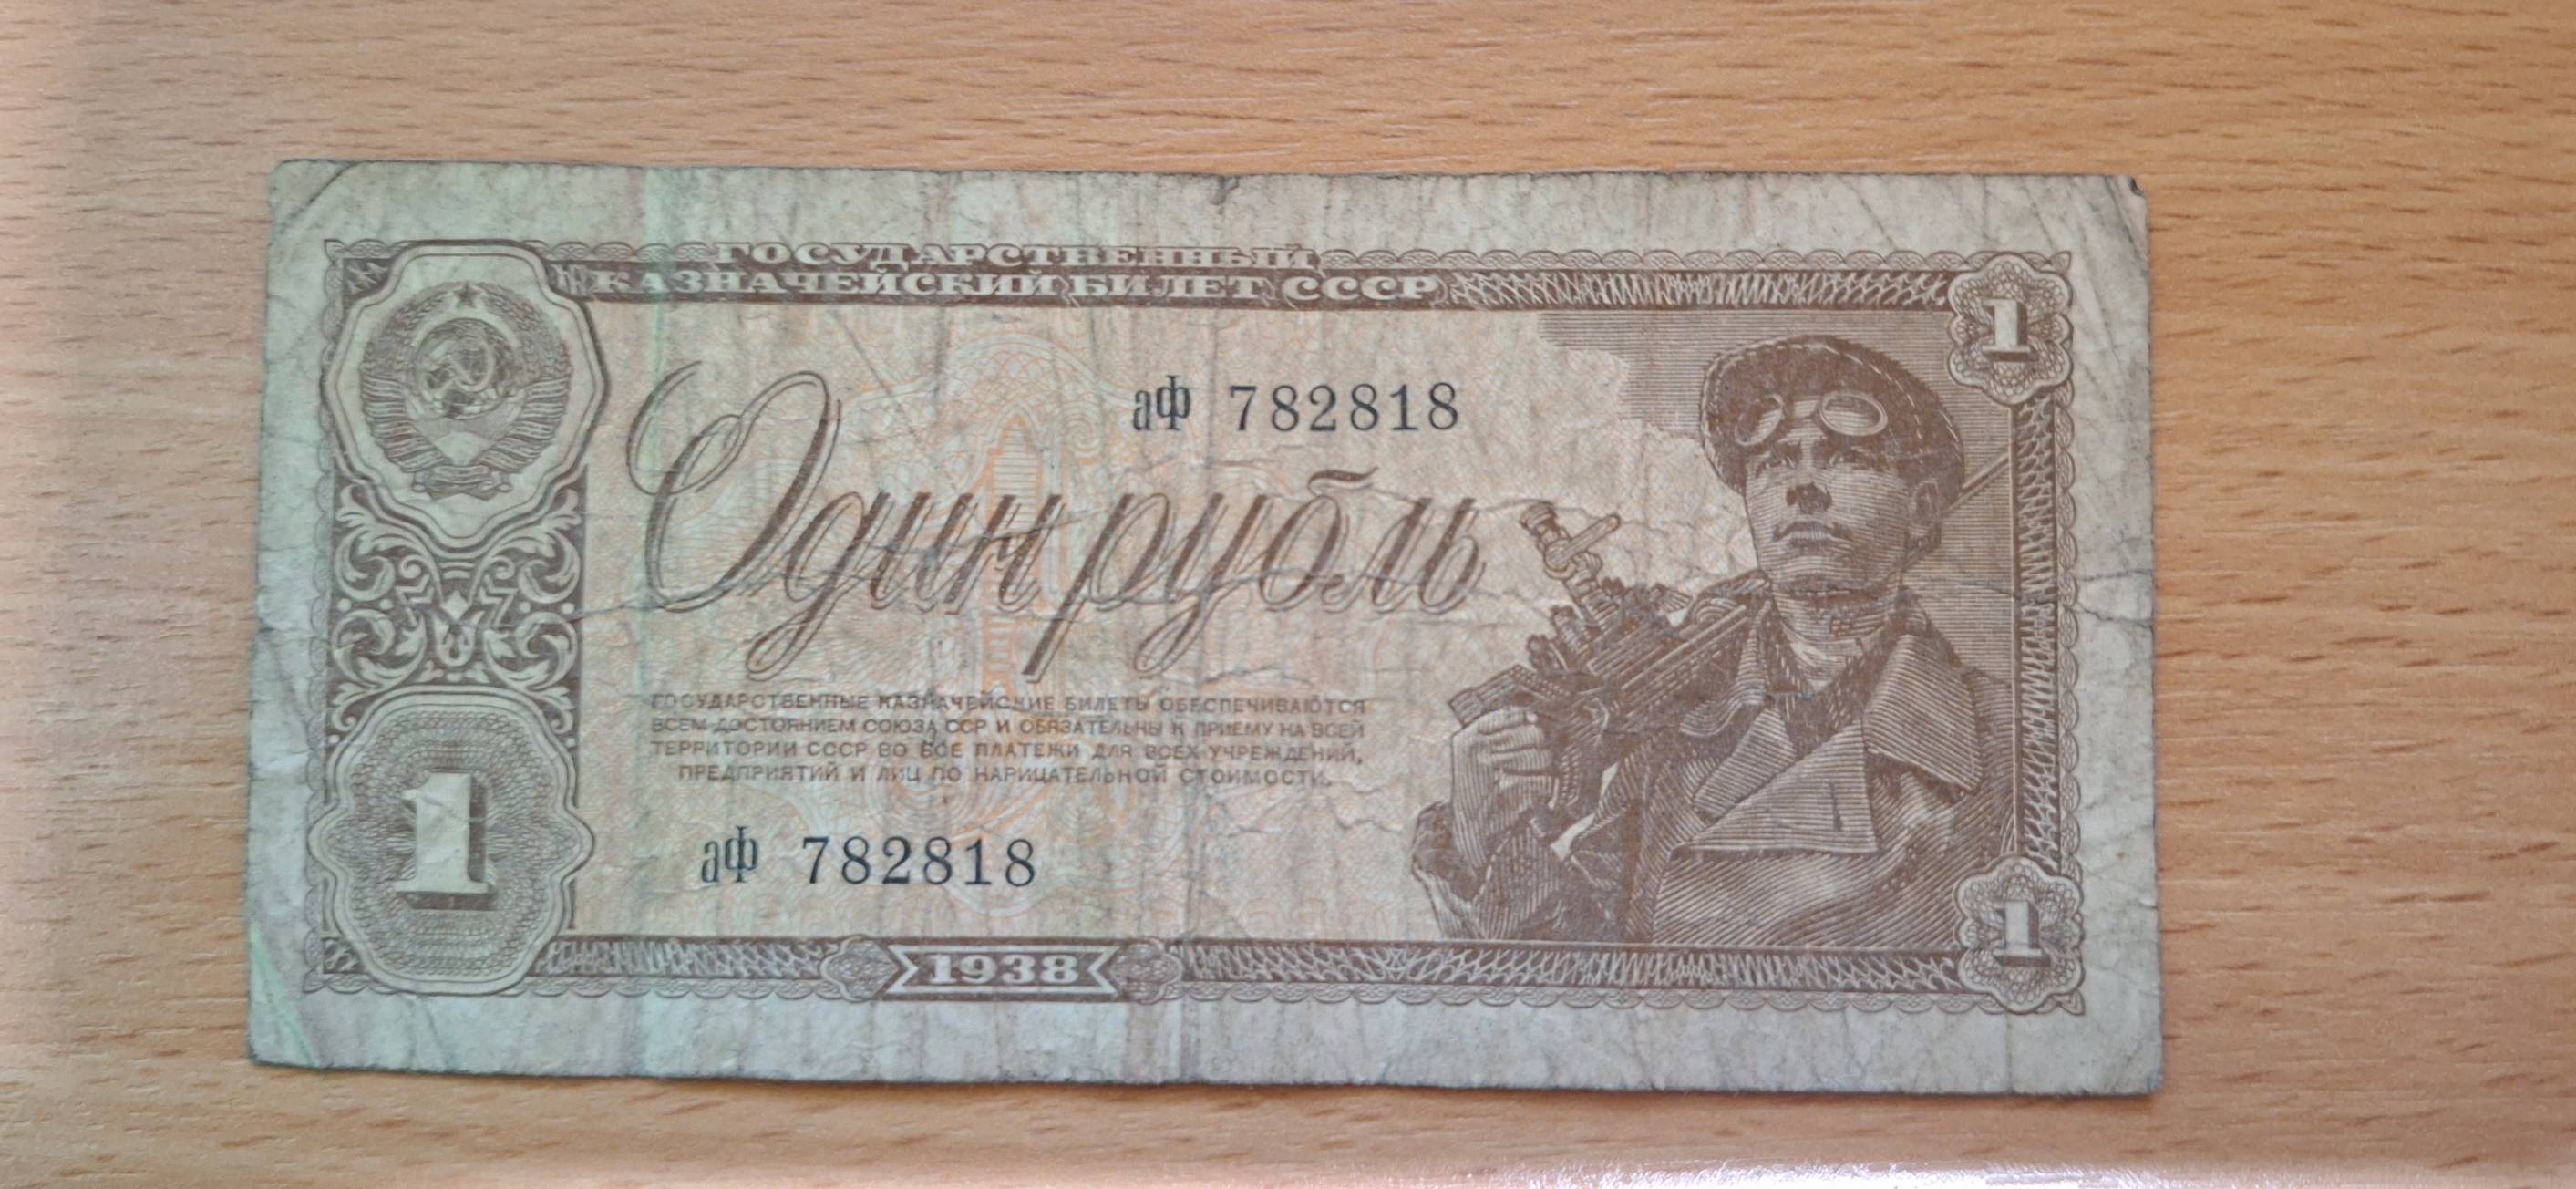 ГОСУДАРСТВЕННЫЙ
КАЗНАЧЕЙСКИЙ БИЛЕТ СССР
1
аФ 782818
Один рубль
ГОСУДАРСТВЕННЫЕ КАЗНАЧЕЙСКИЕ БИЛЕТЫ ОБЕСПЕЧИВАЮТСЯ
ВСЕМ ДОСТОЯНИЕМ СОЮЗА ССР И ОБЯЗАТЕЛЬНЫ К ПРИЕМУ НА ВСЕЙ
ТЕРРИТОРИИ СССР ВО ВСЕ ПЛАТЕЖИ ДЛЯ ВСЕХ УЧРЕЖДЕНИЙ,
ПРЕДПРИЯТИЙ И ЛИЦ ПО НАРИЦАТЕЛЬНОЙ СТОИМОСТИ.
1
аФ 782818
1
1938